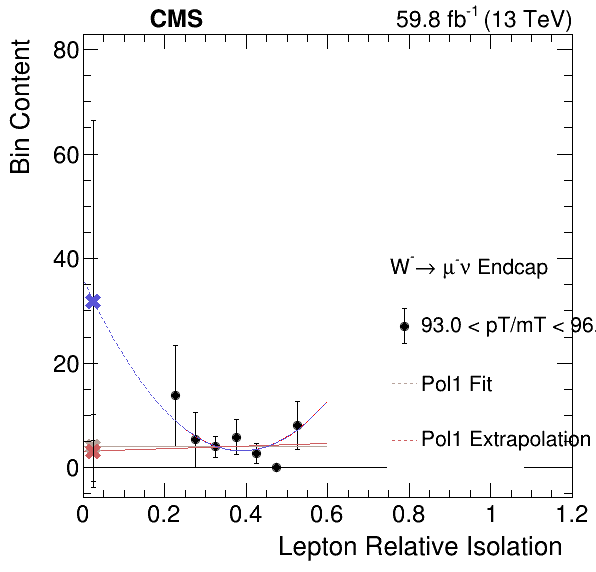 CMS
59.8 fb-1 (13 TeV)
Bin Content
80
60
40
20
0
W-→ μ-ν Endcap
93.0 < pT/mT < 96.
Pol1 Fit
Pol1 Extrapolation
0 0.2 0.4 0.6 0.8 1 1.2
Lepton Relative Isolation